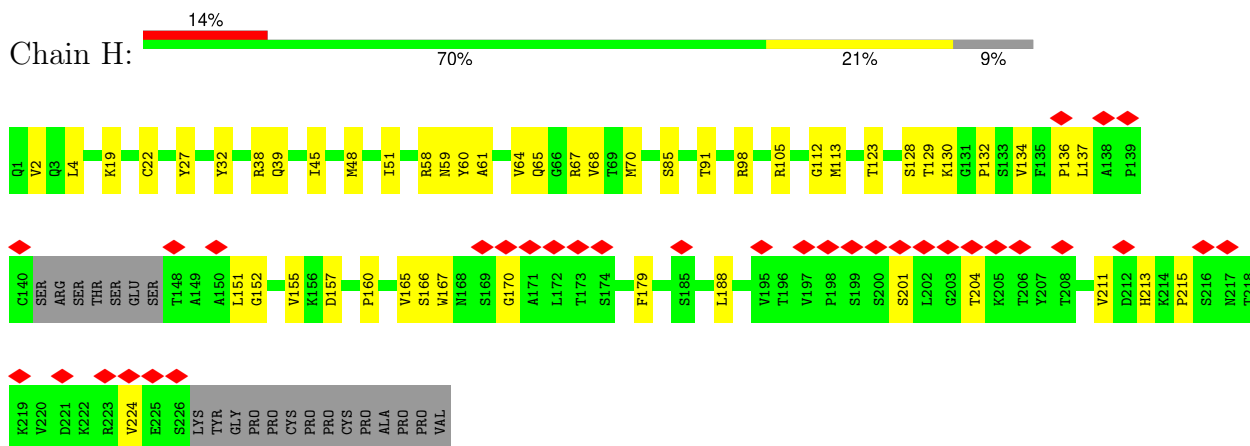 14%
Chain H:
70% 21% 9%
Q1 V2 Q3 L4 K19 C22 Y27 Y32 R38 Q39 I45 M48 I51 R58 N59 Y60 A61 V64 Q65 G66 R67 V68 T69 M70 S85 T91 R98 R105 G112 M113 T123 S128 T129 K130 G131 P132 S133 V134 F135 P136 L137 A138 P139
C140 SER ARG SER THR SER GLU SER T148 A149 A150 L151 G152 V155 K156 D157 P160 V165 S166 W167 N168 S169 G170 A171 L172 T173 S174 F179 S185 L188 V195 T196 V197 P198 S199 S200 S201 L202 G203 T204 K205 T206 Y207 T208 V211 D212 H213 K214 P215 S216 N217 T218
K219 V220 D221 K222 R223 V224 E225 S226 LYS TYR GLY PRO PRO CYS PRO PRO CYS PRO ALA PRO PRO VAL